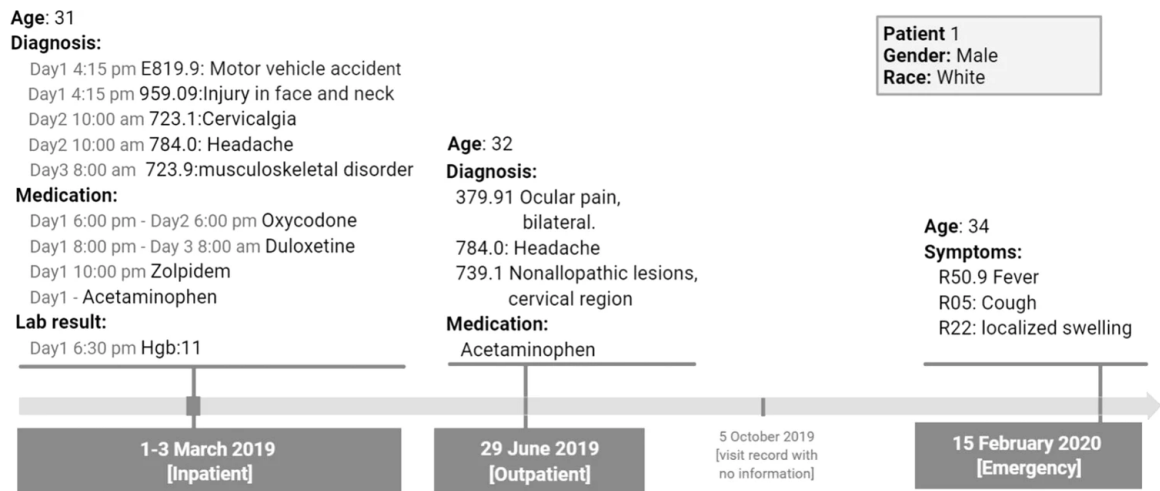 Age: 31
Diagnosis:
Day1 4:15 pm E819.9: Motor vehicle accident
Day1 4:15 pm 959.09:Injury in face and neck
Day2 10:00 am 723.1:Cervicalgia
Day2 10:00 am 784.0: Headache
Day3 8:00 am 723.9:musculoskeletal disorder
Medication:
Day1 6:00 pm - Day2 6:00 pm Oxycodone
Day1 8:00 pm - Day 3 8:00 am Duloxetine
Day1 10:00 pm Zolpidem
Day1 - Acetaminophen
Lab result:
Day1 6:30 pm Hgb:11
Patient 1
Gender: Male
Race: White
Age: 32
Diagnosis:
379.91 Ocular pain,
bilateral.
784.0: Headache
739.1 Nonallopathic lesions,
cervical region
Medication:
Acetaminophen
Age: 34
Symptoms:
R50.9 Fever
R05: Cough
R22: localized swelling
1-3 March 2019
[Inpatient]
29 June 2019
[Outpatient]
5 October 2019
[visit record with
no information]
15 February 2020
[Emergency]